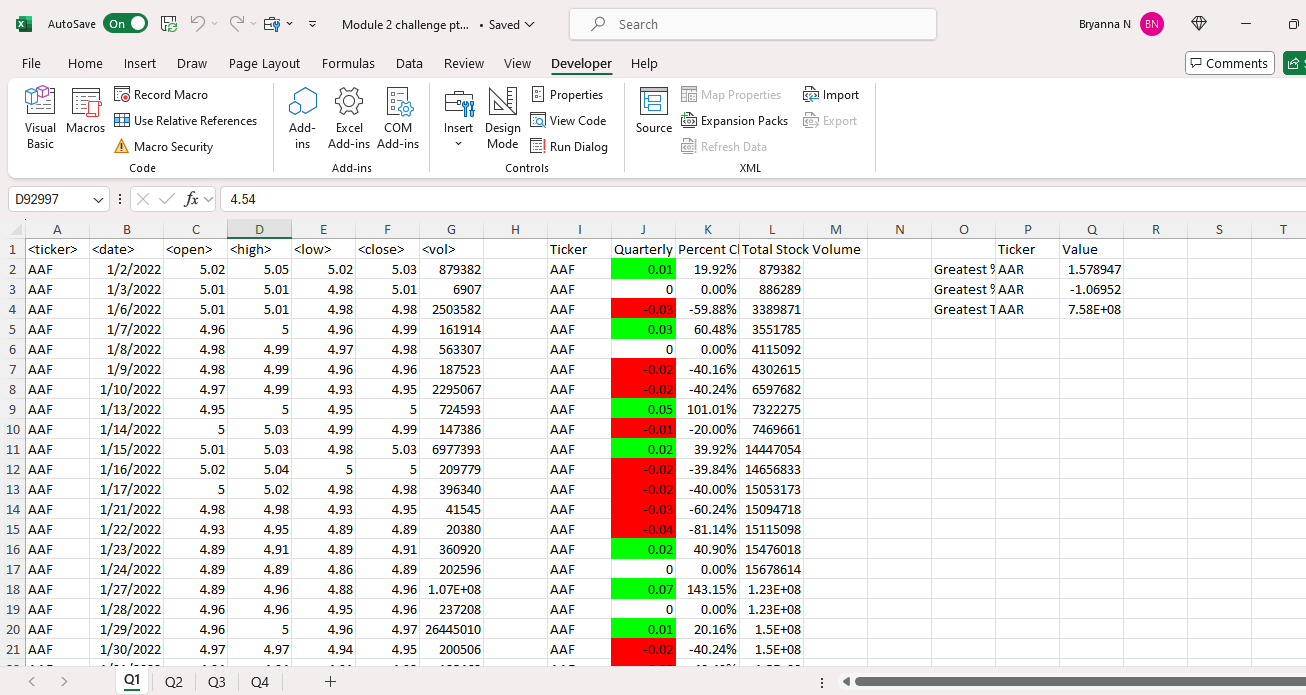 AutoSave On Module 2 challenge pt... • Saved Search Bryanna N BN
File Home Insert Draw Page Layout Formulas Data Review View Developer Help Comments
Visual Basic Macros Record Macro Use Relative References Macro Security Code
Add-ins Excel Add-ins COM Add-ins Add-ins
Insert Design Mode Properties View Code Run Dialog Controls
Source Map Properties Expansion Packs Refresh Data Import Export XML
D92997 fx 4.54
A B C D E F G H I J K L M N O P Q R S T
1 <ticker> <date> <open> <high> <low> <close> <vol> Ticker Quarterly Percent Cl Total Stock Volume Ticker Value
2 AAF 1/2/2022 5.02 5.05 5.02 5.03 879382 AAF 0.01 19.92% 879382 Greatest % AAR 1.578947
3 AAF 1/3/2022 5.01 5.01 4.98 5.01 6907 AAF 0 0.00% 886289 Greatest % AAR -1.06952
4 AAF 1/6/2022 5.01 5.01 4.98 4.98 2503582 AAF -0.03 -59.88% 3389871 Greatest T AAR 7.58E+08
5 AAF 1/7/2022 4.96 5 4.96 4.99 161914 AAF 0.03 60.48% 3551785
6 AAF 1/8/2022 4.98 4.99 4.97 4.98 563307 AAF 0 0.00% 4115092
7 AAF 1/9/2022 4.98 4.99 4.96 4.96 187523 AAF -0.02 -40.16% 4302615
8 AAF 1/10/2022 4.97 4.99 4.93 4.95 2295067 AAF -0.02 -40.24% 6597682
9 AAF 1/13/2022 4.95 5 4.95 5 724593 AAF 0.05 101.01% 7322275
10 AAF 1/14/2022 5 5.03 4.99 4.99 147386 AAF -0.01 -20.00% 7469661
11 AAF 1/15/2022 5.01 5.03 4.98 5.03 6977393 AAF 0.02 39.92% 14447054
12 AAF 1/16/2022 5.02 5.04 5 5 209779 AAF -0.02 -39.84% 14656833
13 AAF 1/17/2022 5 5.02 4.98 4.98 396340 AAF -0.02 -40.00% 15053173
14 AAF 1/21/2022 4.98 4.98 4.93 4.95 41545 AAF -0.03 -60.24% 15094718
15 AAF 1/22/2022 4.93 4.95 4.89 4.89 20380 AAF -0.04 -81.14% 15115098
16 AAF 1/23/2022 4.89 4.91 4.89 4.91 360920 AAF 0.02 40.90% 15476018
17 AAF 1/24/2022 4.89 4.89 4.86 4.89 202596 AAF 0 0.00% 15678614
18 AAF 1/27/2022 4.89 4.96 4.88 4.96 1.07E+08 AAF 0.07 143.15% 1.23E+08
19 AAF 1/28/2022 4.96 4.96 4.95 4.96 237208 AAF 0 0.00% 1.23E+08
20 AAF 1/29/2022 4.96 5 4.96 4.97 26445010 AAF 0.01 20.16% 1.5E+08
21 AAF 1/30/2022 4.97 4.97 4.94 4.95 200506 AAF -0.02 -40.24% 1.5E+08
Q1 Q2 Q3 Q4